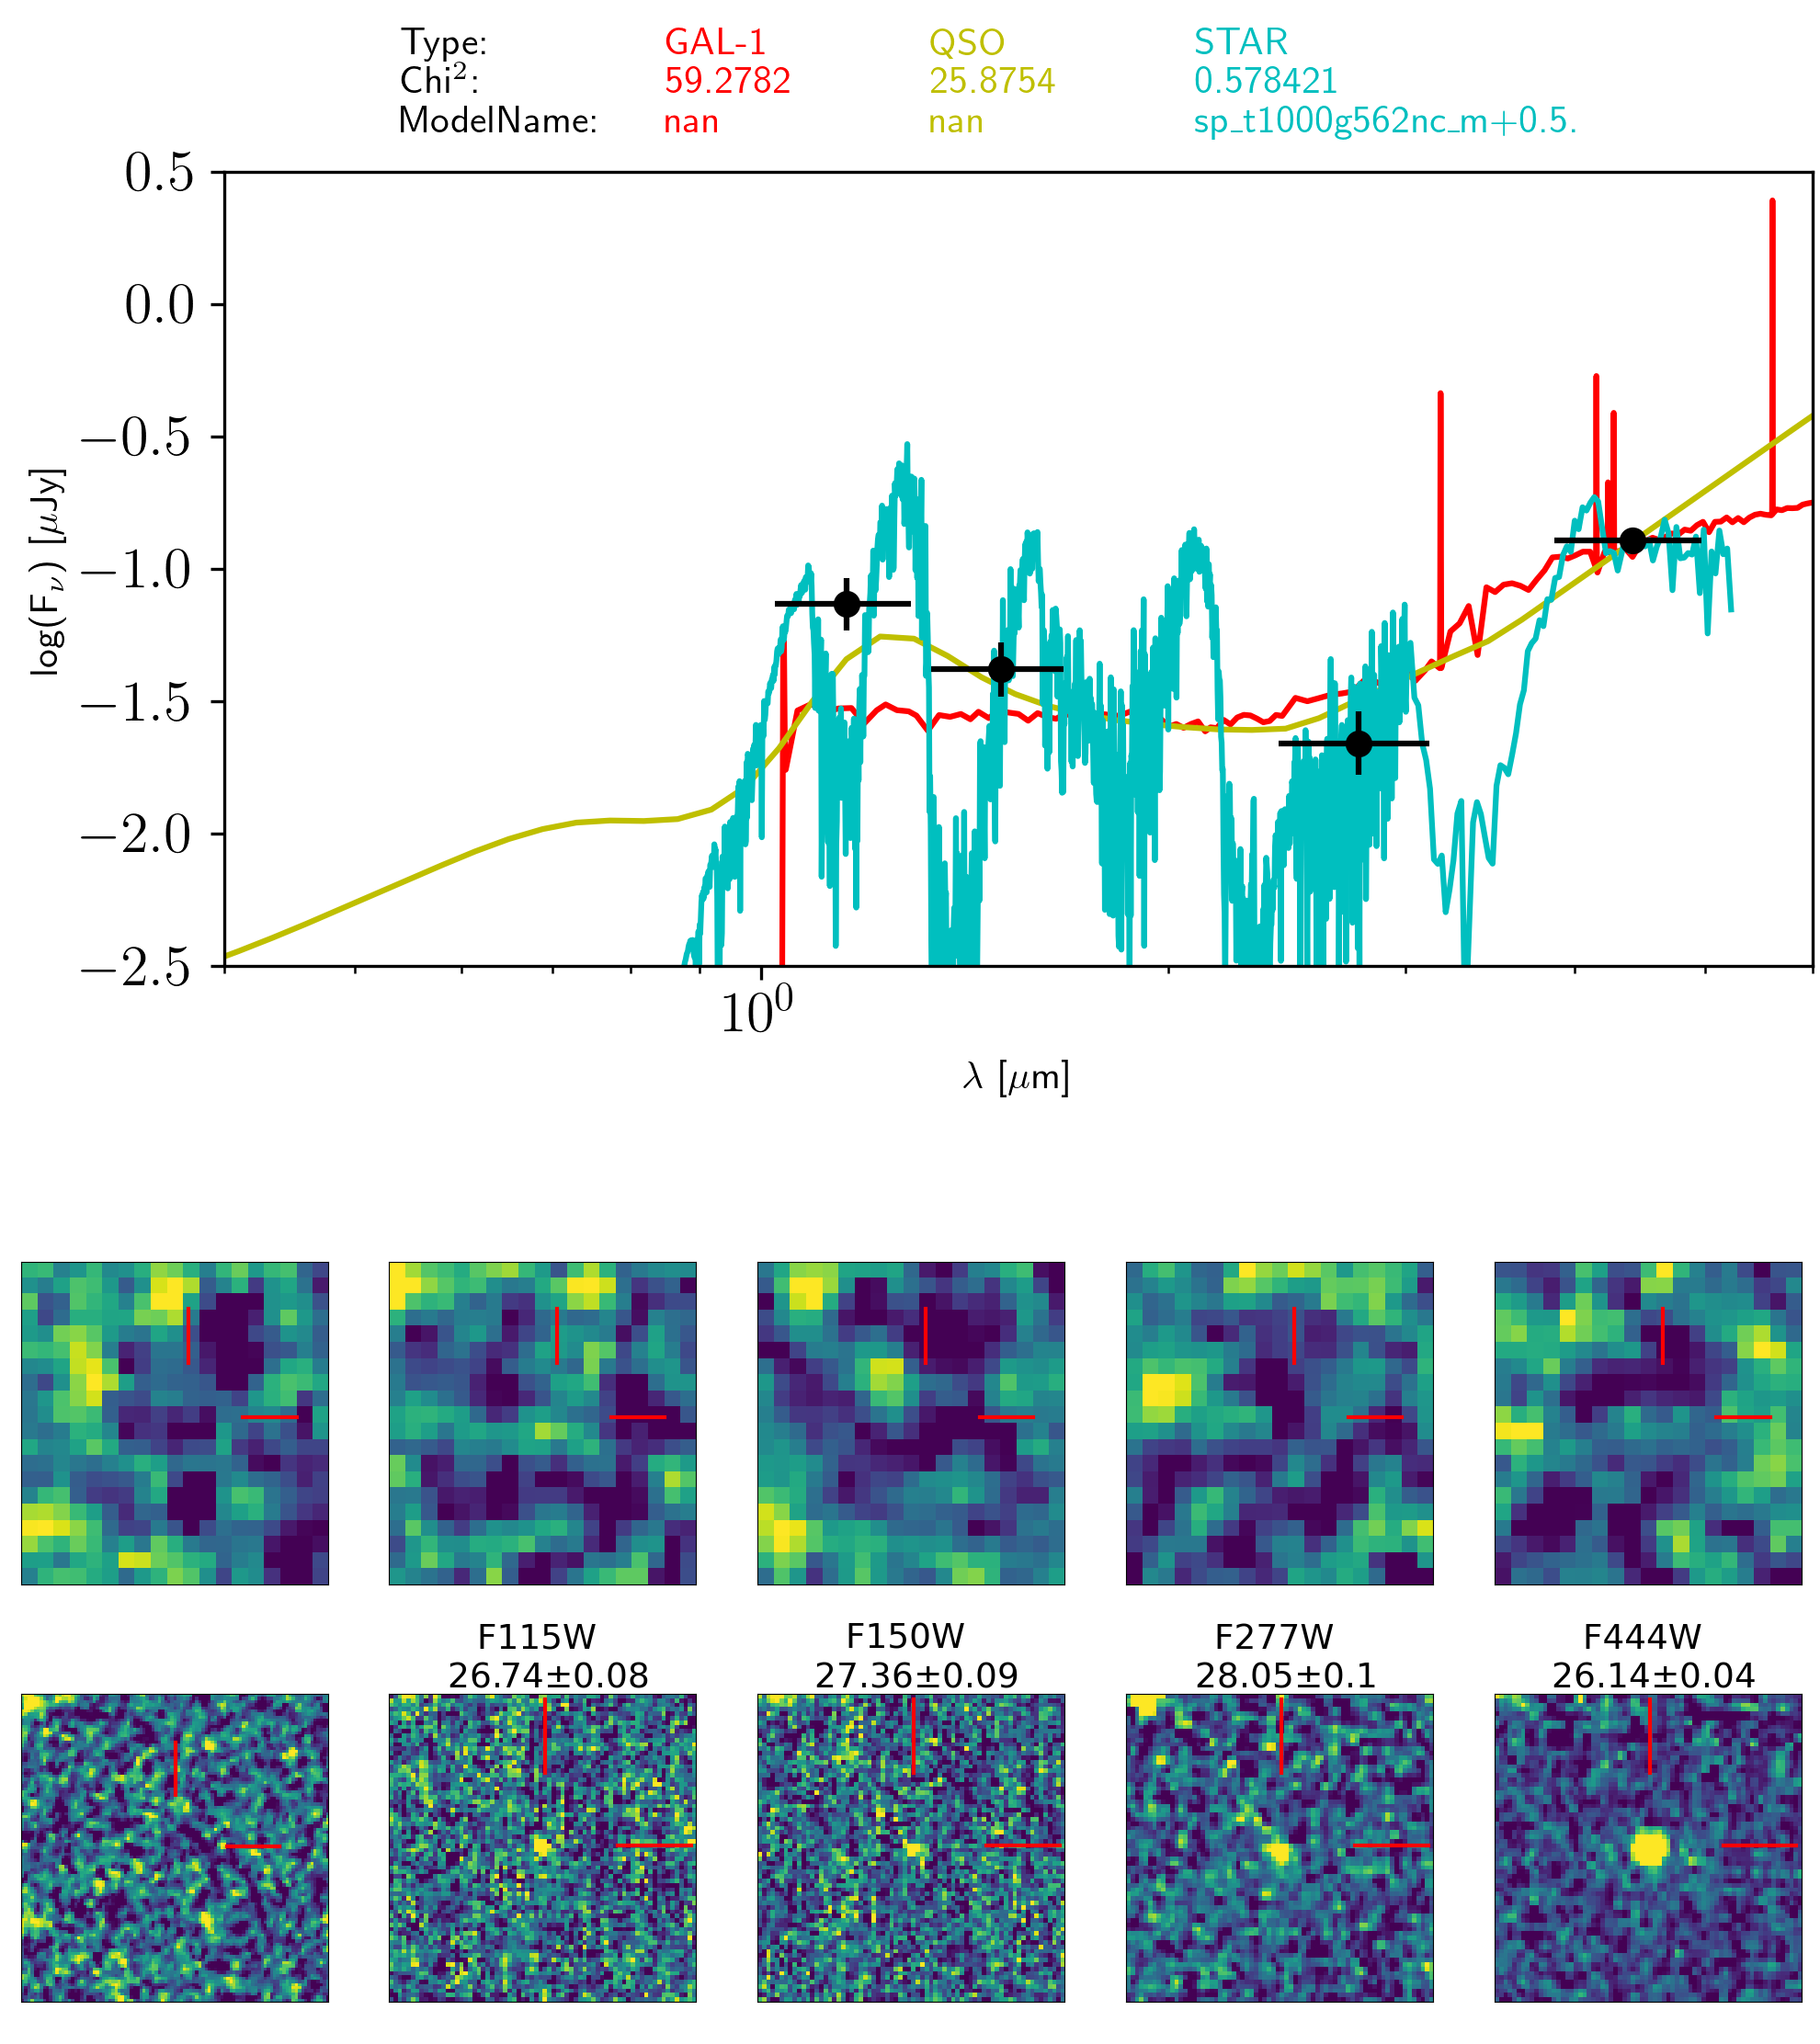 Type: GAL-1 QSO STAR
Chi²: 59.2782 25.8754 0.578421
ModelName: nan nan sp_t1000g562nc_m+0.5.
0.5
0.0
−0.5
−1.0
−1.5
−2.0
−2.5
log(Fν) [μJy]
10⁰
λ [μm]
F115W F150W F277W F444W
26.74±0.08 27.36±0.09 28.05±0.1 26.14±0.04